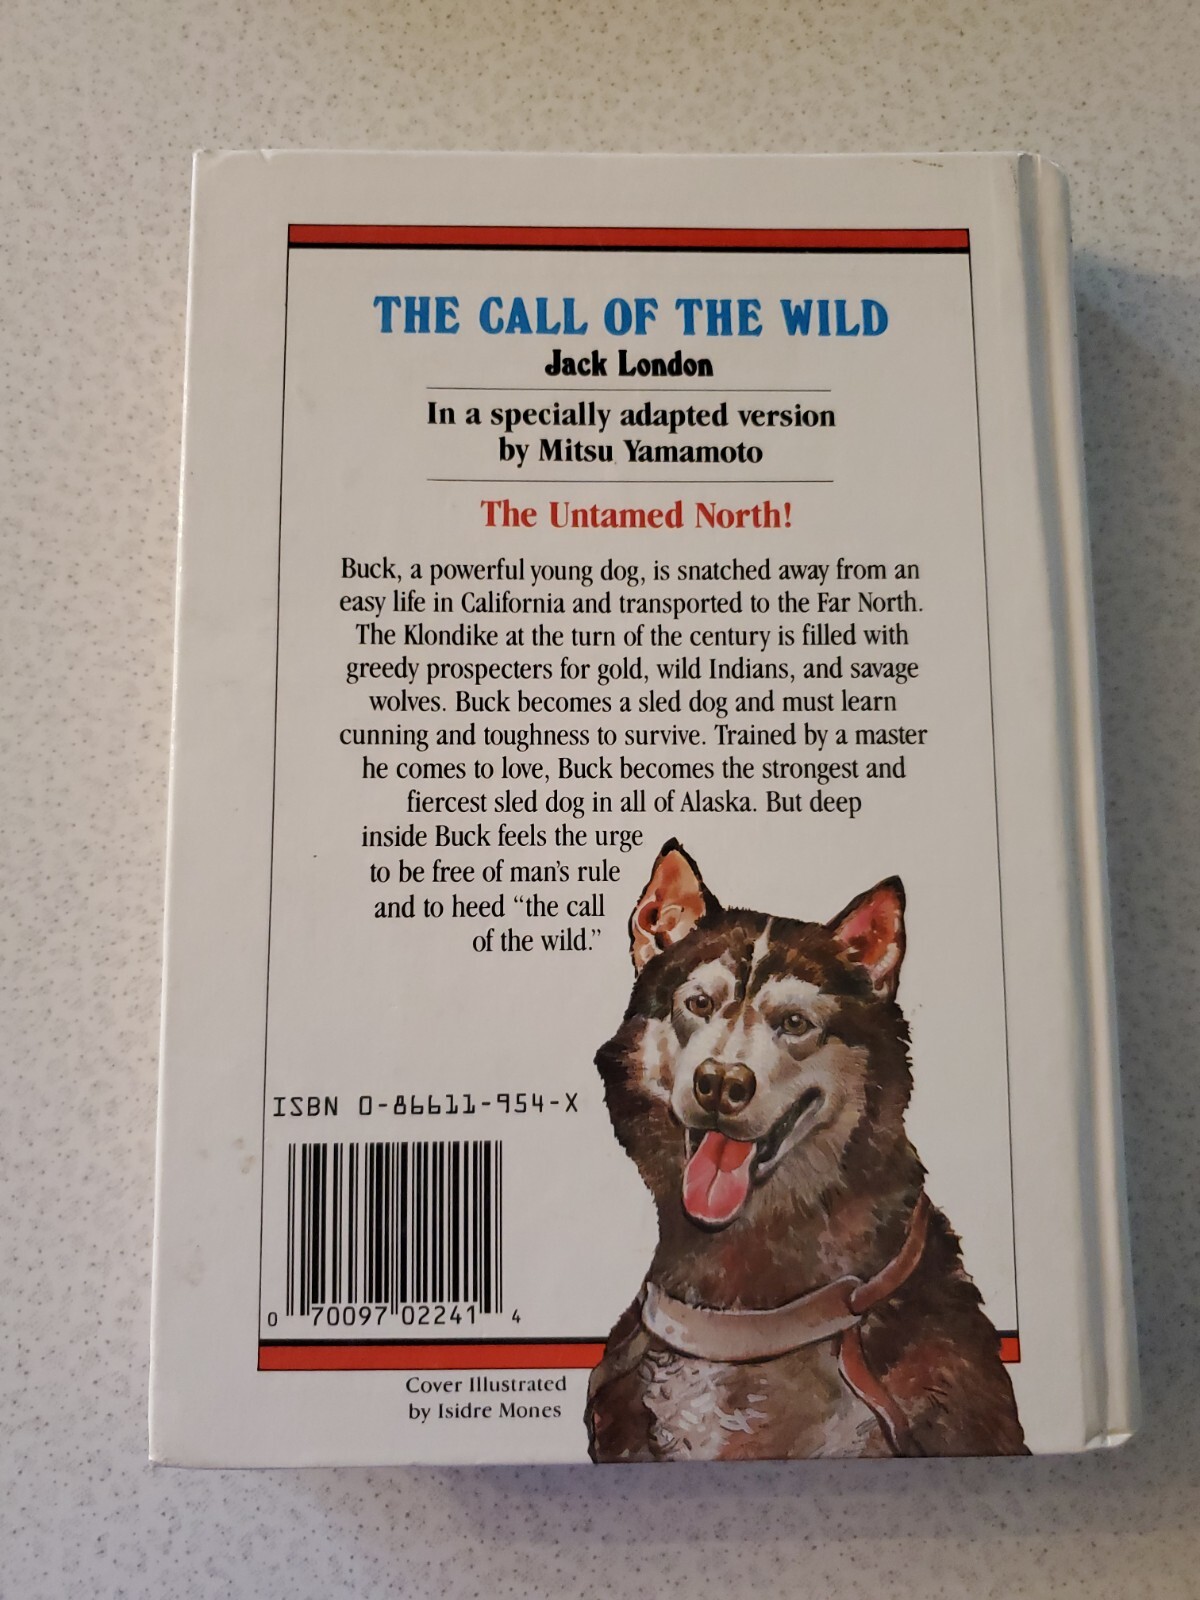 THE CALL OF THE WILD
Jack London
In a specially adapted version
by Mitsu Yamamoto
The Untamed North!
Buck, a powerful young dog, is snatched away from an
easy life in California and transported to the Far North.
The Klondike at the turn of the century is filled with
greedy prospecters for gold, wild Indians, and savage
wolves. Buck becomes a sled dog and must learn
cunning and toughness to survive. Trained by a master
he comes to love, Buck becomes the strongest and
fiercest sled dog in all of Alaska. But deep
inside Buck feels the urge
to be free of man's rule
and to heed “the call
of the wild.”
ISBN 0-86611-954-X
0 70097 02241 4
Cover Illustrated
by Isidre Mones